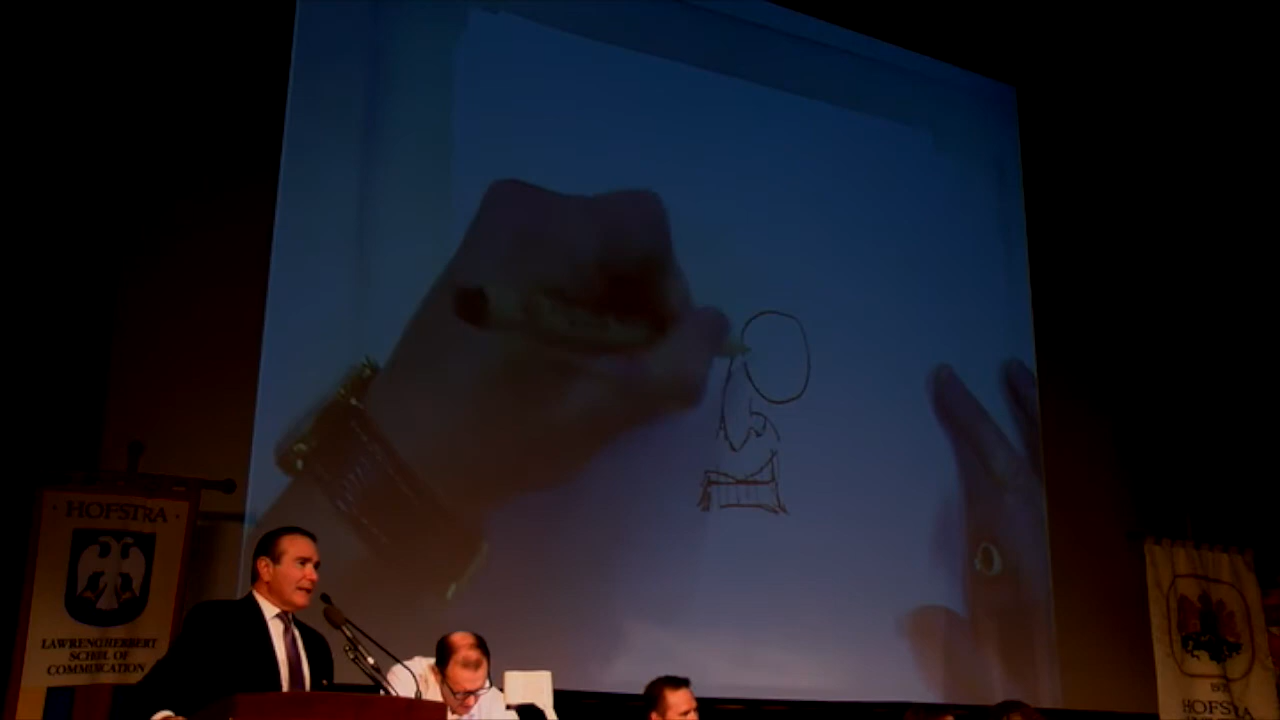 · HOFSTRA ·
LAWRENCE HERBERT
SCHOOL OF
COMMUNICATION
HOFSTRA